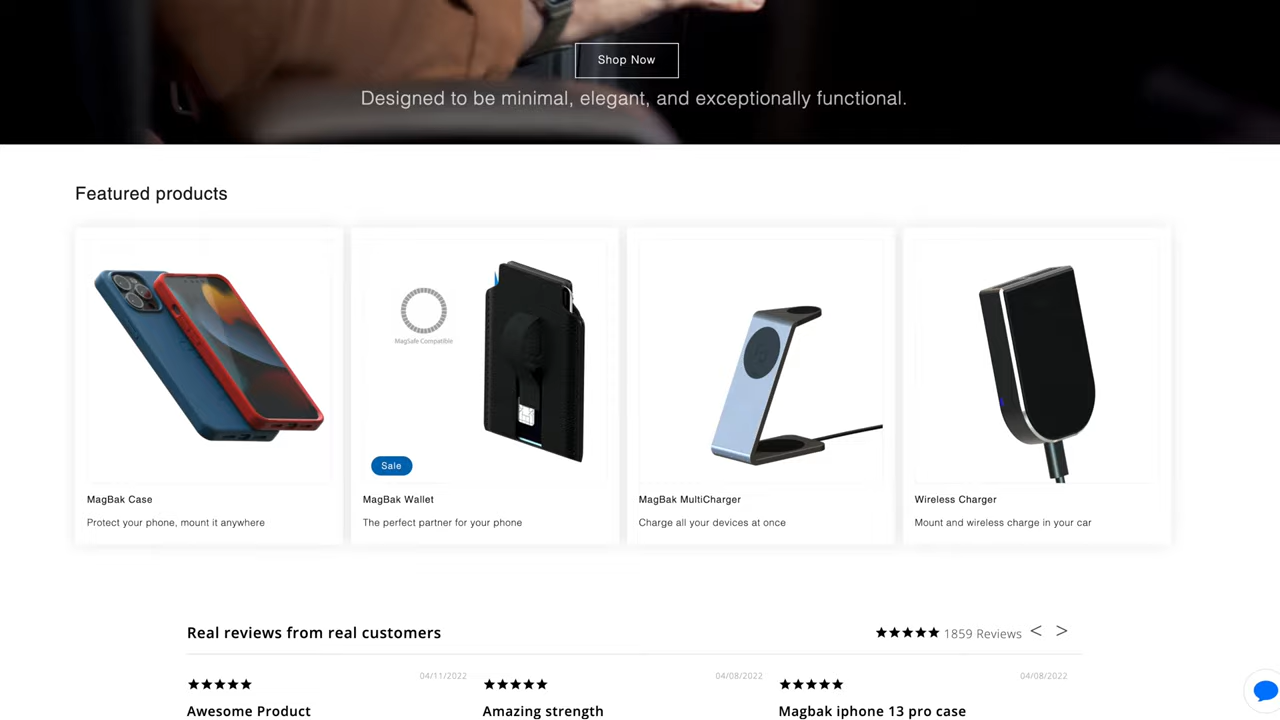 Shop Now
Designed to be minimal, elegant, and exceptionally functional.
Featured products
MagSafe Compatible
Sale
MagBak Case
Protect your phone, mount it anywhere
MagBak Wallet
The perfect partner for your phone
MagBak MultiCharger
Charge all your devices at once
Wireless Charger
Mount and wireless charge in your car
Real reviews from real customers
★★★★★ 1859 Reviews < >
★★★★★ 04/11/2022
Awesome Product
★★★★★ 04/08/2022
Amazing strength
★★★★★ 04/08/2022
Magbak iphone 13 pro case